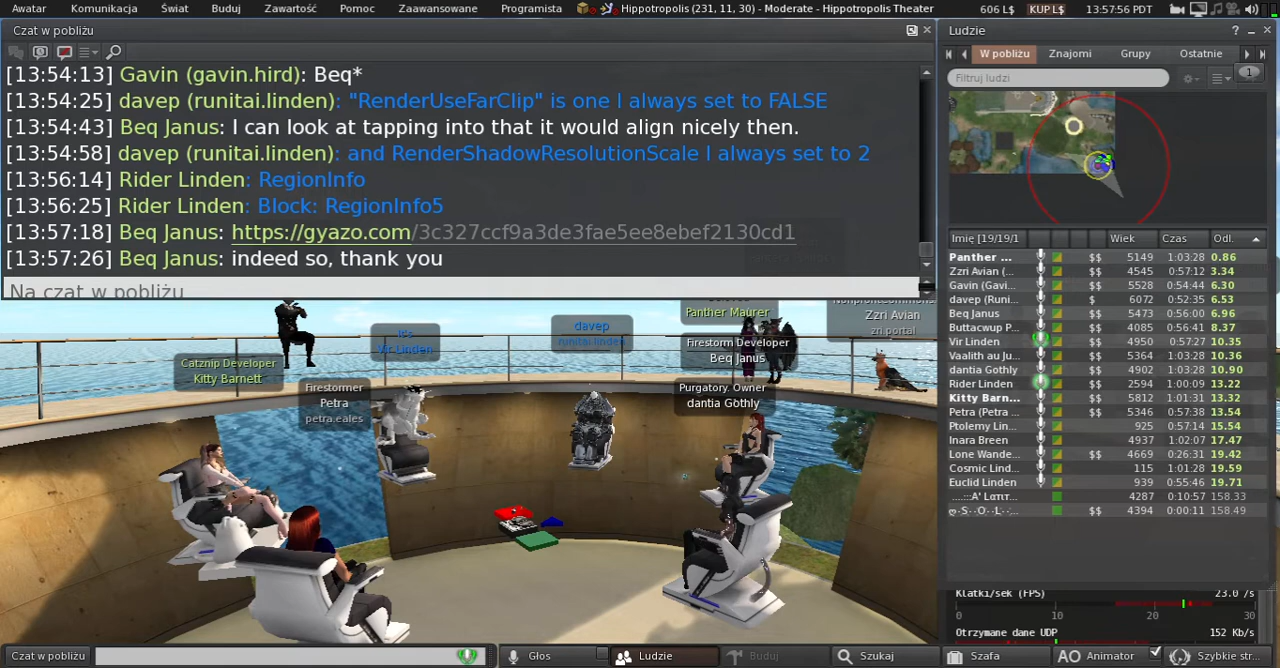 Awatar Komunikacja Świat Buduj Zawartość Pomoc Zaawansowane Programista Hippotropolis (231, 11, 30) - Moderate - Hippotropolis Theater 606 L$ KUP L$ 13:57:56 PDT
Czat w pobliżu
[13:54:13] Gavin (gavin.hird): Beq*
[13:54:25] davep (runitai.linden): "RenderUseFarClip" is one I always set to FALSE
[13:54:43] Beq Janus: I can look at tapping into that it would align nicely then.
[13:54:58] davep (runitai.linden): and RenderShadowResolutionScale I always set to 2
[13:56:14] Rider Linden: RegionInfo
[13:56:25] Rider Linden: Block: RegionInfo5
[13:57:18] Beq Janus: https://gyazo.com/3c327ccf9a3de3fae5ee8ebef2130cd1
[13:57:26] Beq Janus: indeed so, thank you
Na czat w pobliżu
Catznip Developer
Kitty Barnett
Firestormer
Petra
petra.eales
It's
Vir Linden
davep
runitai.linden
Panther Maurer
Firestorm Developer
Beq Janus
Purgatory. Owner
dantia Gothly
Zzri Avian
zn portal
Ludzie
W pobliżu Znajomi Grupy Ostatnie
Filtruj ludzi
1
Imię [19/19/1 Wiek Czas Odl.
Panther ... 5149 1:03:28 0.86
Zzri Avian (... 4545 0:57:12 3.34
Gavin (Gavi... 5528 0:54:44 6.30
davep (Runi... 6072 0:52:35 6.53
Beq Janus 5473 0:56:00 6.96
Buttacwup P... 4085 0:56:41 8.37
Vir Linden 4950 0:57:27 10.35
Vaalith au Ju... 5364 1:03:28 10.36
dantia Gothly 4902 1:03:28 10.90
Rider Linden 2594 1:00:09 13.22
Kitty Barn... 5812 1:01:31 13.32
Petra (Petra ... 5346 0:57:38 13.54
Ptolemy Lin... 925 0:57:14 15.54
Inara Breen 4937 1:02:07 17.47
Lone Wande... 4669 0:26:31 19.42
Cosmic Lind... 115 1:01:28 19.59
Euclid Linden 939 0:55:46 19.71
4287 0:10:57 158.33
4394 0:00:11 158.49
Klatki/sek (FPS) 23.0 /s
0 10 20 30
Otrzymane dane UDP 152 Kb/s
Czat w pobliżu Głos Ludzie Buduj Szukaj Szafa AO Animator Szybkie str...